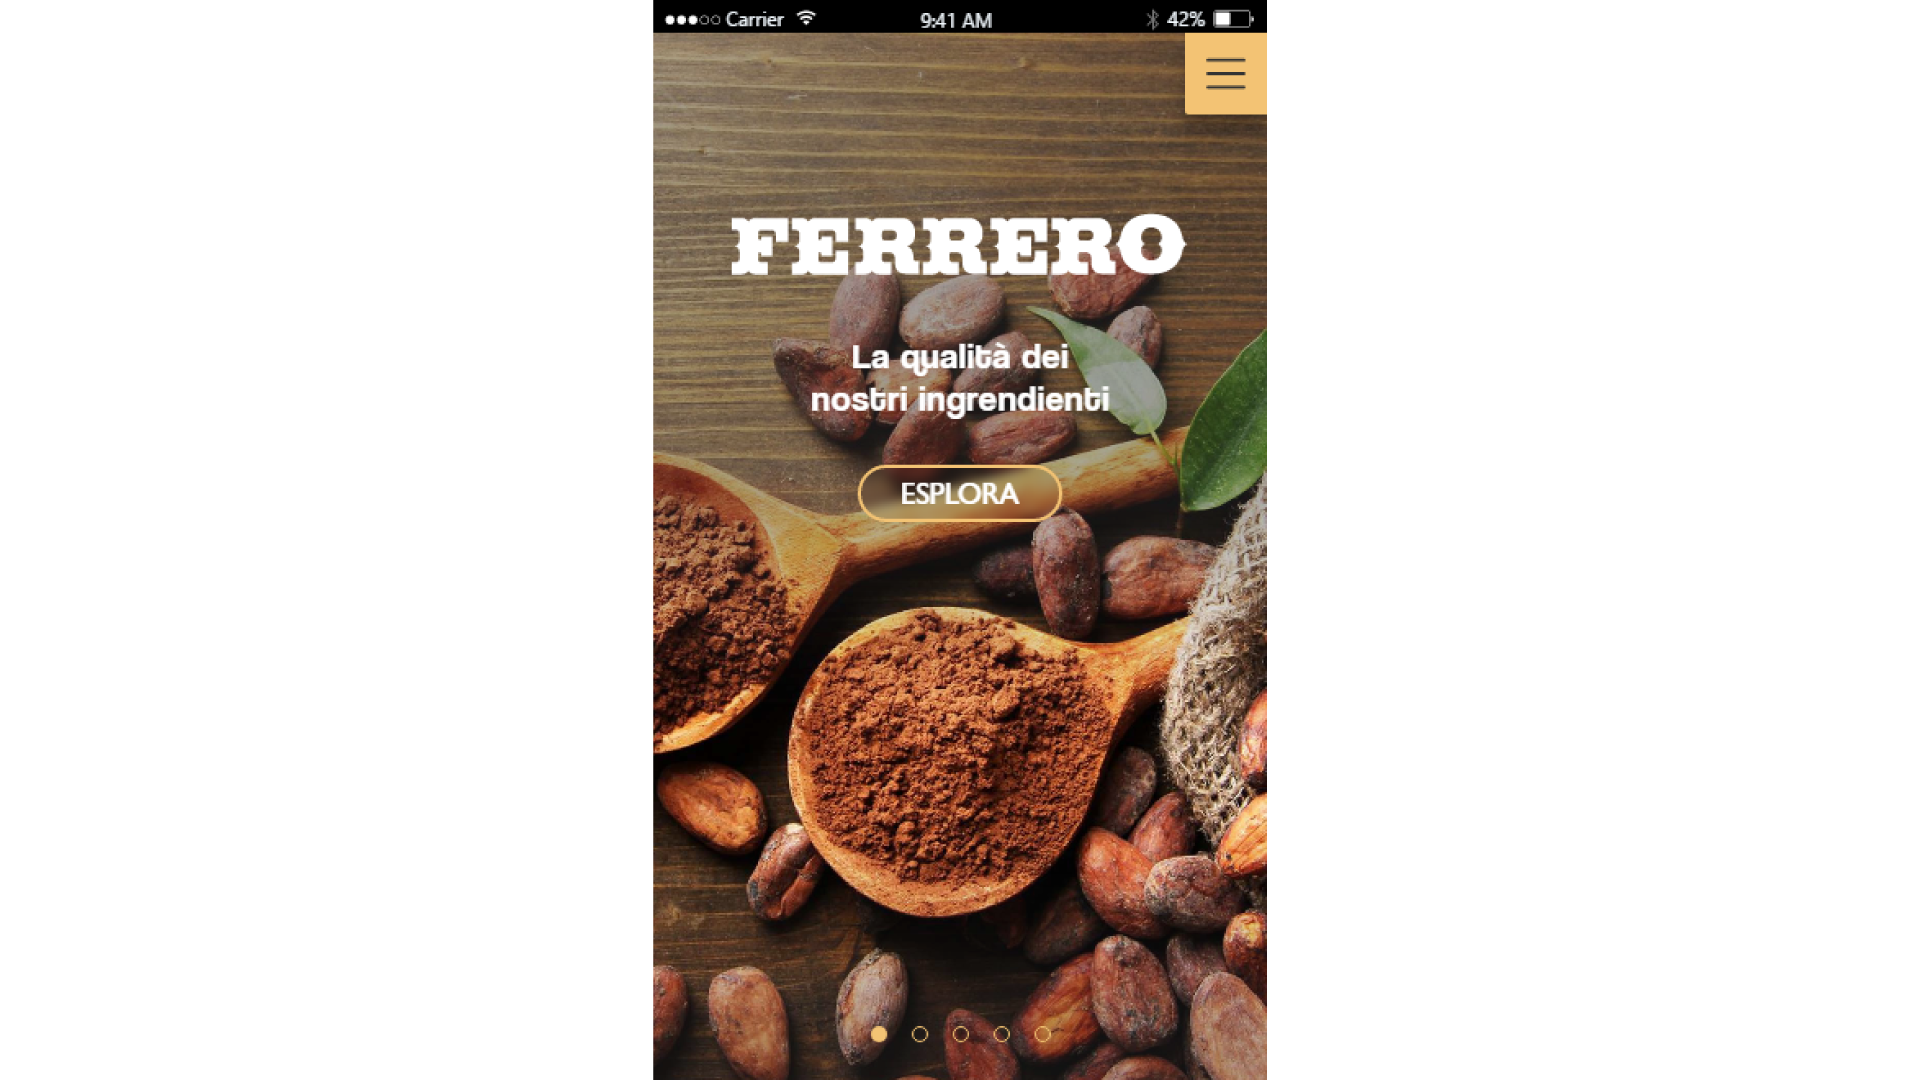 Carrier 9:41 AM 42%
FERRERO
La qualità dei
nostri ingrendienti
ESPLORA